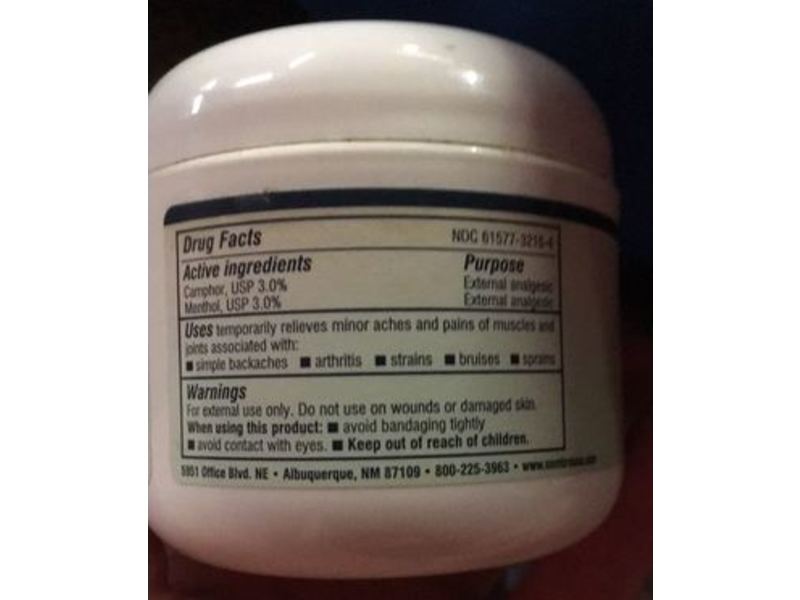 Drug Facts NDC 61577-3215-4
Active ingredients Purpose
Camphor, USP 3.0% External analgesic
Menthol, USP 3.0% External analgesic
Uses temporarily relieves minor aches and pains of muscles and
joints associated with:
■ simple backaches ■ arthritis ■ strains ■ bruises ■ sprains
Warnings
For external use only. Do not use on wounds or damaged skin.
When using this product: ■ avoid bandaging tightly
■ avoid contact with eyes. ■ Keep out of reach of children.
5951 Office Blvd. NE • Albuquerque, NM 87109 • 800-225-3963 •